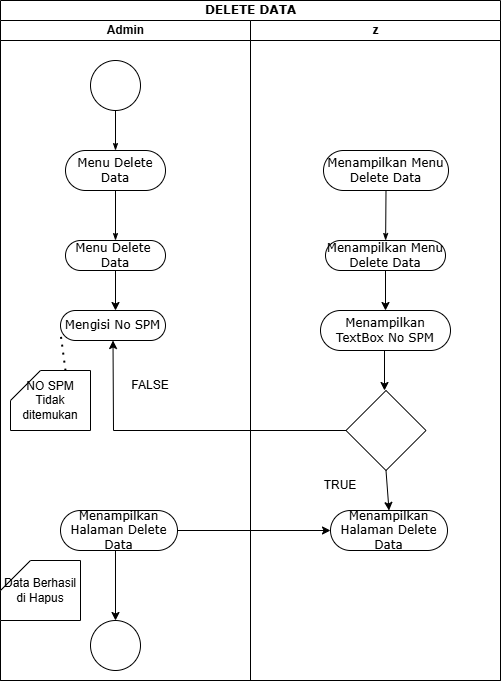 DELETE DATA
Admin
z
Menu Delete
Data
Menampilkan Menu
Delete Data
Menu Delete
Data
Menampilkan Menu
Delete Data
Mengisi No SPM
Menampilkan
TextBox No SPM
NO SPM
Tidak
ditemukan
FALSE
TRUE
Menampilkan
Halaman Delete
Data
Menampilkan
Halaman Delete
Data
Data Berhasil
di Hapus